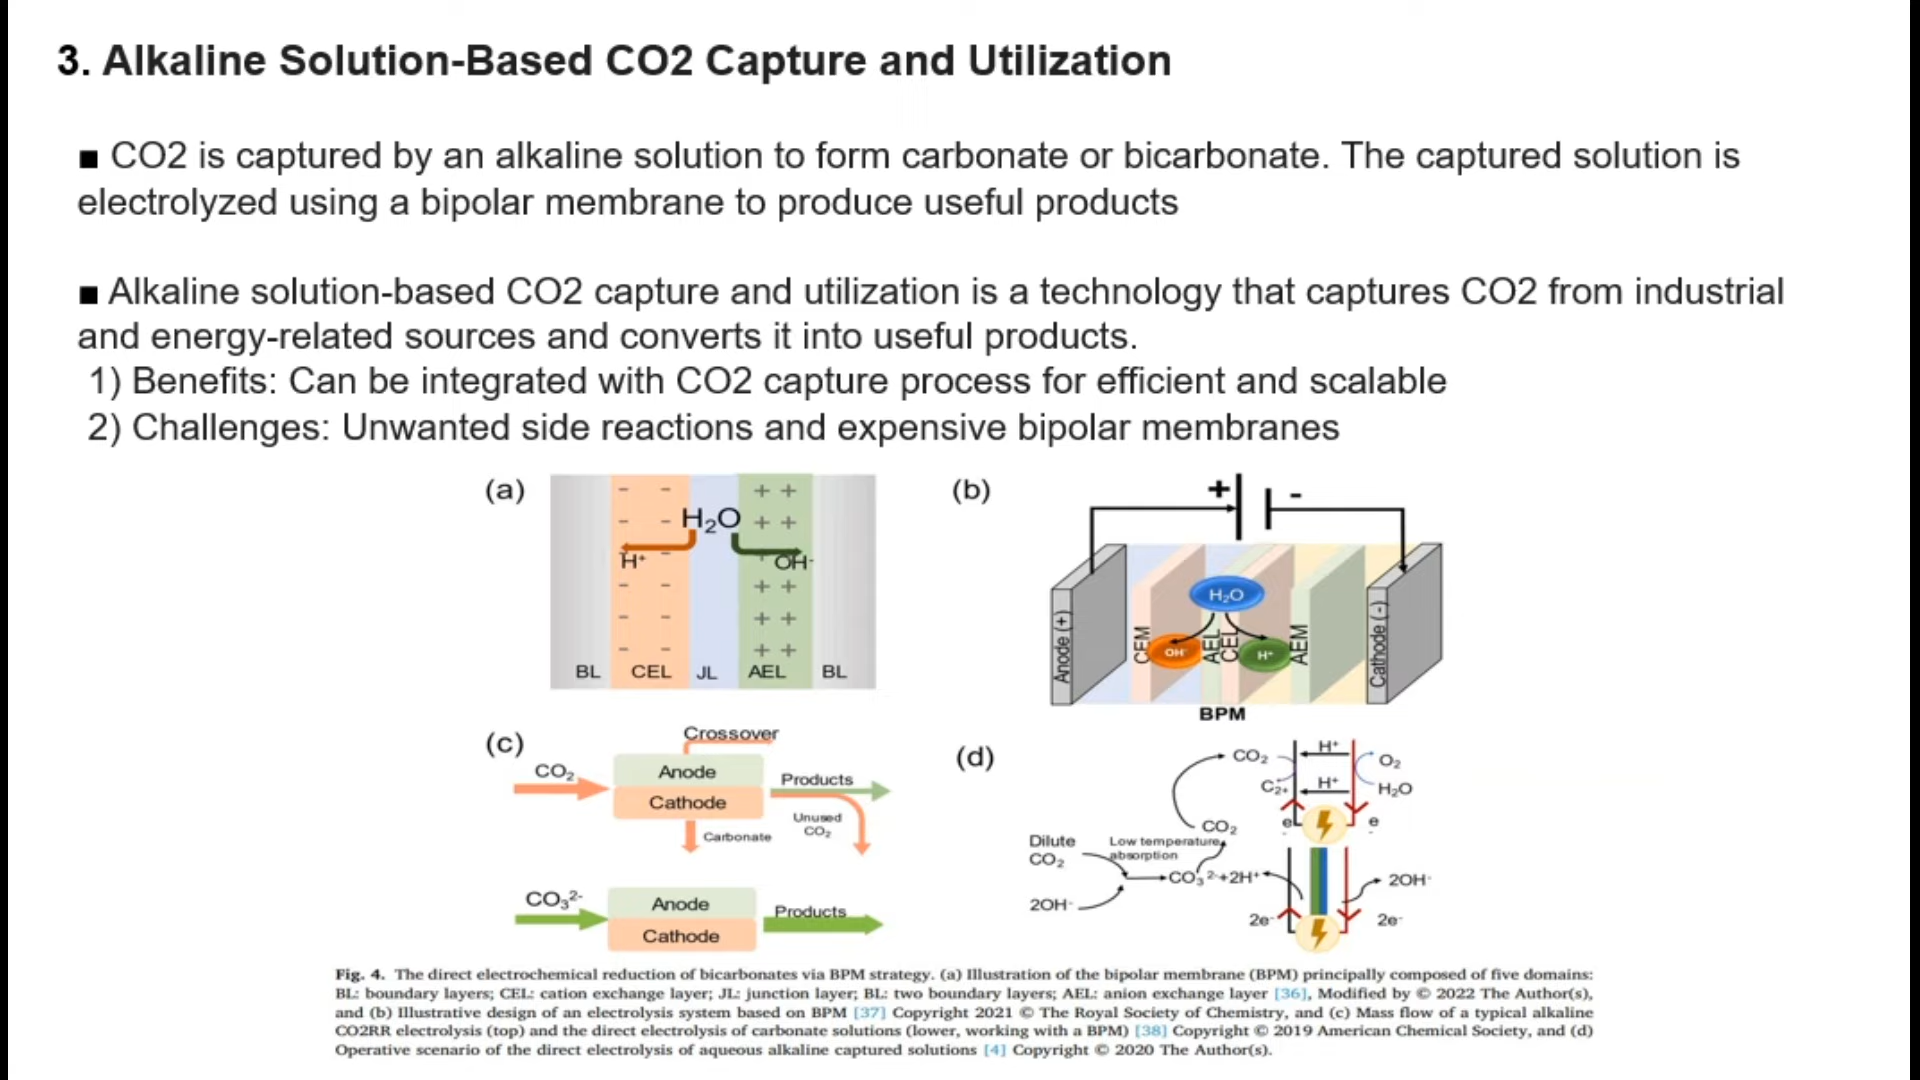 3. Alkaline Solution-Based CO2 Capture and Utilization
■ CO2 is captured by an alkaline solution to form carbonate or bicarbonate. The captured solution is
electrolyzed using a bipolar membrane to produce useful products
■ Alkaline solution-based CO2 capture and utilization is a technology that captures CO2 from industrial
and energy-related sources and converts it into useful products.
1) Benefits: Can be integrated with CO2 capture process for efficient and scalable
2) Challenges: Unwanted side reactions and expensive bipolar membranes
(a)
- - + +
- - H₂O + +
H⁺ - + OH⁻
- - + +
- - + +
- - + +
BL CEL JL AEL BL
(b)
+ -
H₂O
Anode (+)
CEM
OH⁻
AEL
CEL
H⁺
AEM
Cathode (-)
BPM
(c)
Crossover
CO₂
Anode
Cathode
Products
Unused
CO₂
Carbonate
CO₃²⁻
Anode
Cathode
Products
(d)
CO₂
H⁺
O₂
C₂₊
H⁺
H₂O
CO₂
e⁻
e⁻
Dilute
CO₂
Low temperature
absorption
CO₃²⁻+2H⁺
2OH⁻
2OH⁻
2e⁻
2e⁻
Fig. 4. The direct electrochemical reduction of bicarbonates via BPM strategy. (a) Illustration of the bipolar membrane (BPM) principally composed of five domains:
BL: boundary layers; CEL: cation exchange layer; JL: junction layer; BL: two boundary layers; AEL: anion exchange layer [36], Modified by © 2022 The Author(s),
and (b) Illustrative design of an electrolysis system based on BPM [37] Copyright 2021 © The Royal Society of Chemistry, and (c) Mass flow of a typical alkaline
CO2RR electrolysis (top) and the direct electrolysis of carbonate solutions (lower, working with a BPM) [38] Copyright © 2019 American Chemical Society, and (d)
Operative scenario of the direct electrolysis of aqueous alkaline captured solutions [4] Copyright © 2020 The Author(s).